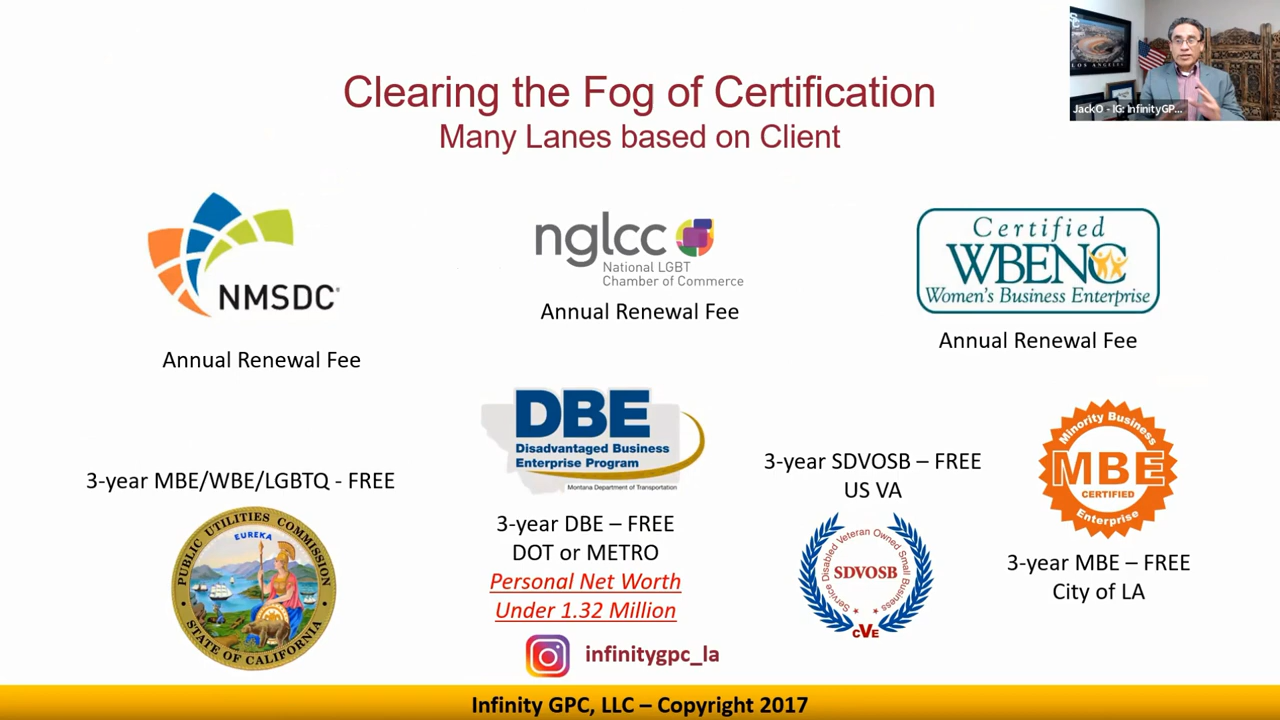 Clearing the Fog of Certification
Many Lanes based on Client
LOS ANGELES
JackO - IG: InfinityGP...
NMSDC®
Annual Renewal Fee
nglcc
National LGBT
Chamber of Commerce
Annual Renewal Fee
Certified
WBENC
Women's Business Enterprise
Annual Renewal Fee
3-year MBE/WBE/LGBTQ - FREE
PUBLIC UTILITIES COMMISSION
EUREKA
STATE OF CALIFORNIA
DBE
Disadvantaged Business
Enterprise Program
Montana Department of Transportation
3-year DBE – FREE
DOT or METRO
Personal Net Worth
Under 1.32 Million
3-year SDVOSB – FREE
US VA
Service Disabled Veteran Owned Small Business
SDVOSB
CVE
Minority Business
MBE
CERTIFIED
Enterprise
3-year MBE – FREE
City of LA
infinitygpc_la
Infinity GPC, LLC – Copyright 2017